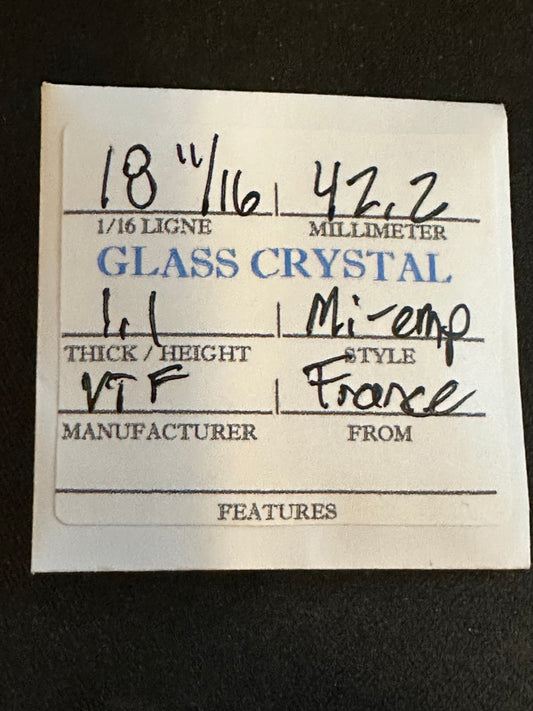 18 11/16 | 42.2
1/16 LIGNE MILLIMETER
GLASS CRYSTAL
1.1 | Mi-emp
THICK / HEIGHT STYLE
VTF | France
MANUFACTURER FROM
FEATURES